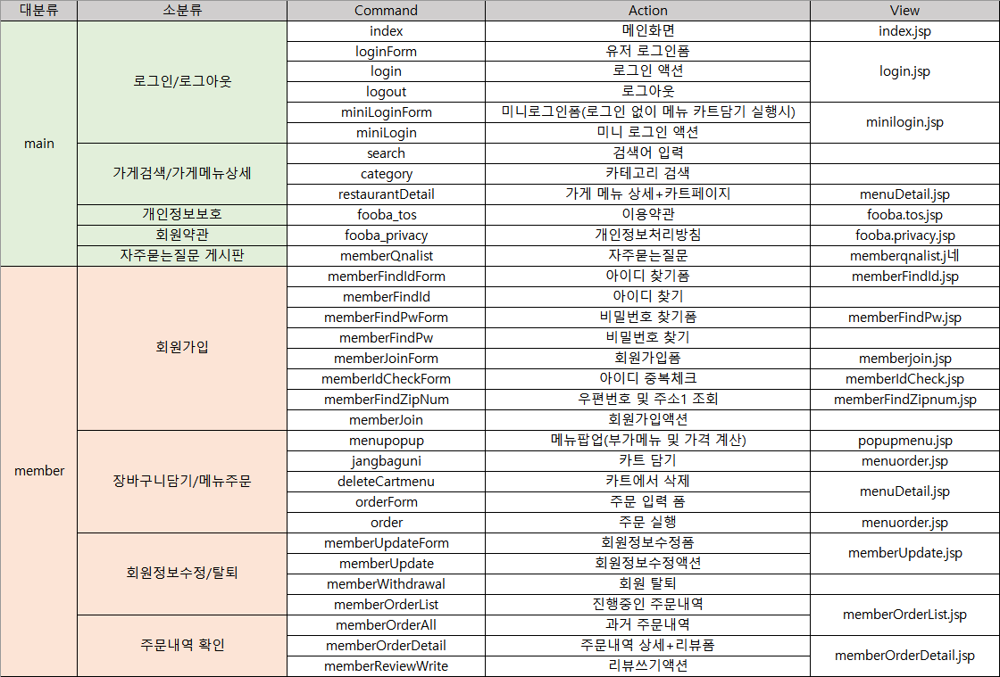 대분류 소분류 Command Action View
main 로그인/로그아웃 index 메인화면 index.jsp
loginForm 유저 로그인폼 login.jsp
login 로그인 액션
logout 로그아웃
miniLoginForm 미니로그인폼(로그인 없이 메뉴 카트담기 실행시) minilogin.jsp
miniLogin 미니 로그인 액션
가게검색/가게메뉴상세 search 검색어 입력
category 카테고리 검색
restaurantDetail 가게 메뉴 상세+카트페이지 menuDetail.jsp
개인정보보호 fooba_tos 이용약관 fooba.tos.jsp
회원약관 fooba_privacy 개인정보처리방침 fooba.privacy.jsp
자주묻는질문 게시판 memberQnalist 자주묻는질문 memberqnalist.j네
member 회원가입 memberFindIdForm 아이디 찾기폼 memberFindId.jsp
memberFindId 아이디 찾기
memberFindPwForm 비밀번호 찾기폼 memberFindPw.jsp
memberFindPw 비밀번호 찾기
memberJoinForm 회원가입폼 memberjoin.jsp
memberIdCheckForm 아이디 중복체크 memberIdCheck.jsp
memberFindZipNum 우편번호 및 주소1 조회 memberFindZipnum.jsp
memberJoin 회원가입액션
장바구니담기/메뉴주문 menupopup 메뉴팝업(부가메뉴 및 가격 계산) popupmenu.jsp
jangbaguni 카트 담기 menuorder.jsp
deleteCartmenu 카트에서 삭제 menuDetail.jsp
orderForm 주문 입력 폼
order 주문 실행 menuorder.jsp
회원정보수정/탈퇴 memberUpdateForm 회원정보수정폼 memberUpdate.jsp
memberUpdate 회원정보수정액션
memberWithdrawal 회원 탈퇴
memberOrderList 진행중인 주문내역 memberOrderList.jsp
주문내역 확인 memberOrderAll 과거 주문내역
memberOrderDetail 주문내역 상세+리뷰폼 memberOrderDetail.jsp
memberReviewWrite 리뷰쓰기액션